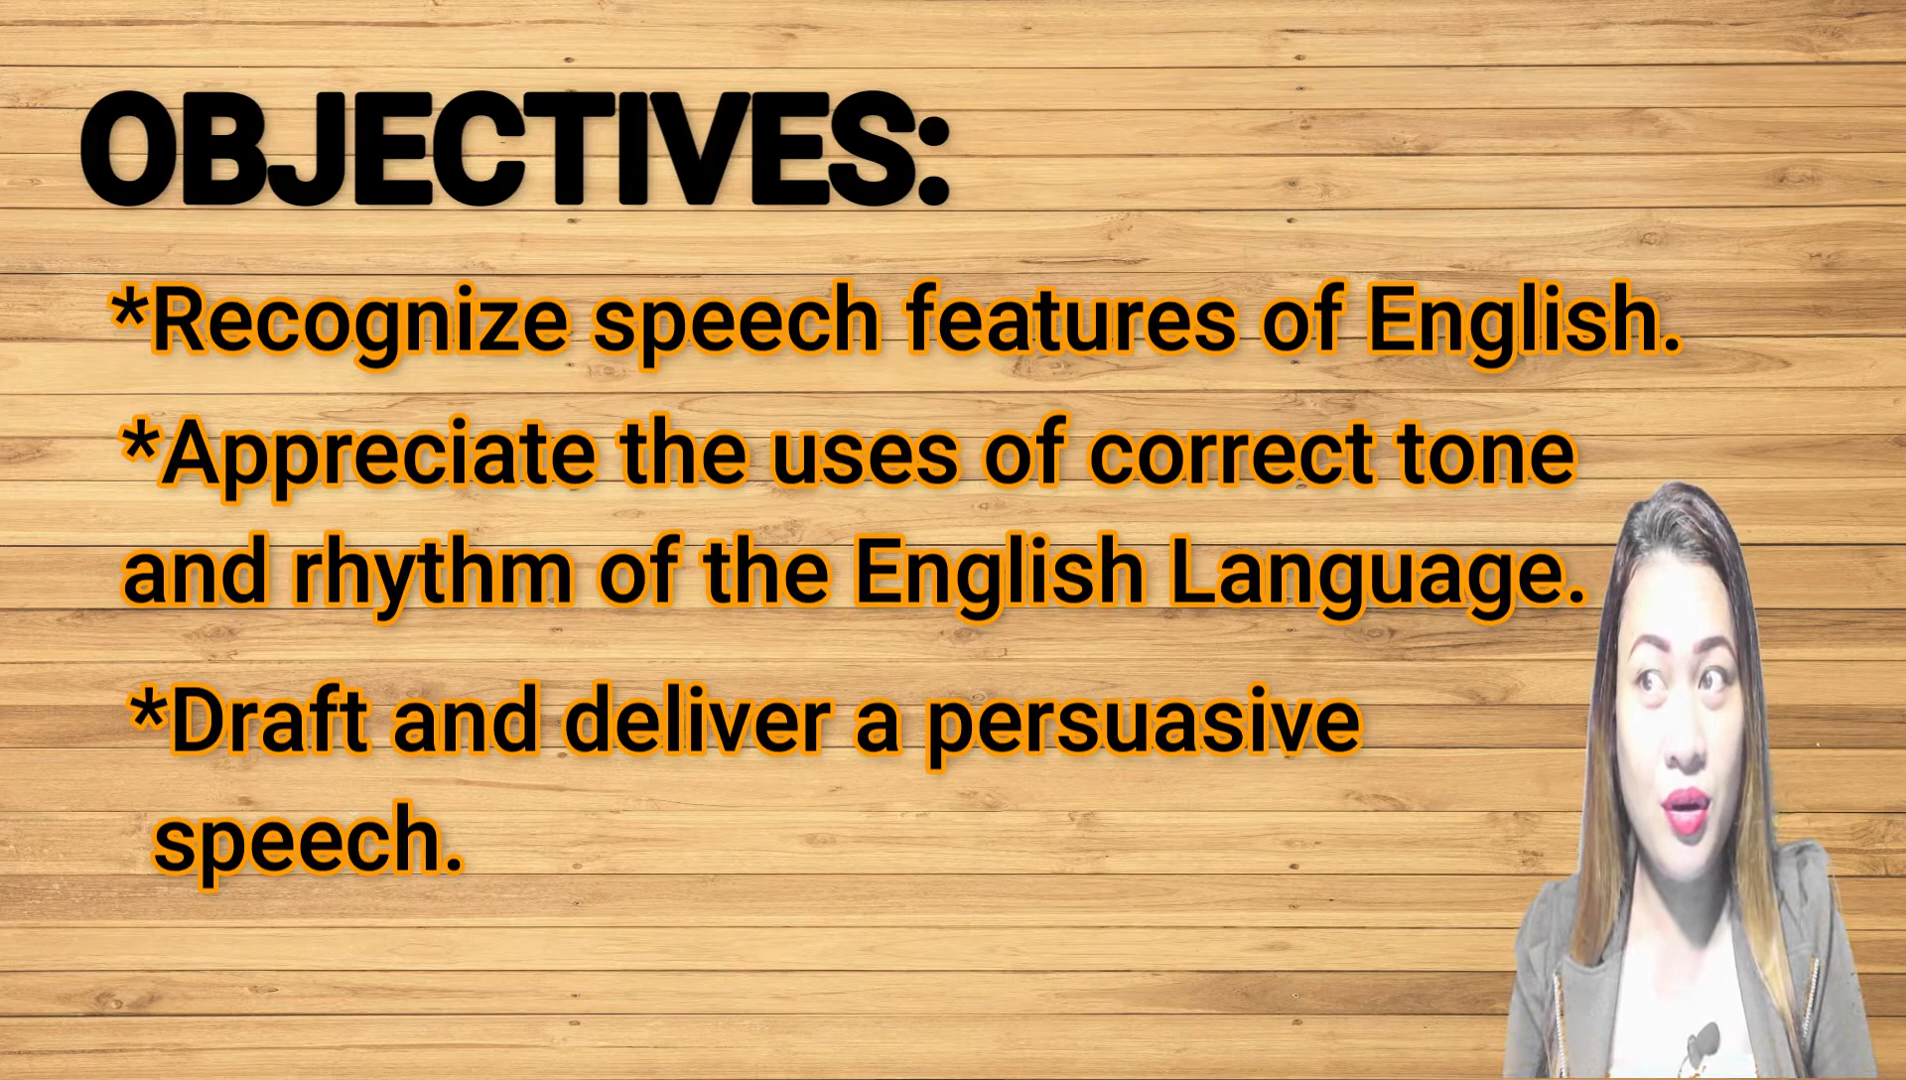 OBJECTIVES:
*Recognize speech features of English.
*Appreciate the uses of correct tone
and rhythm of the English Language.
*Draft and deliver a persuasive
speech.